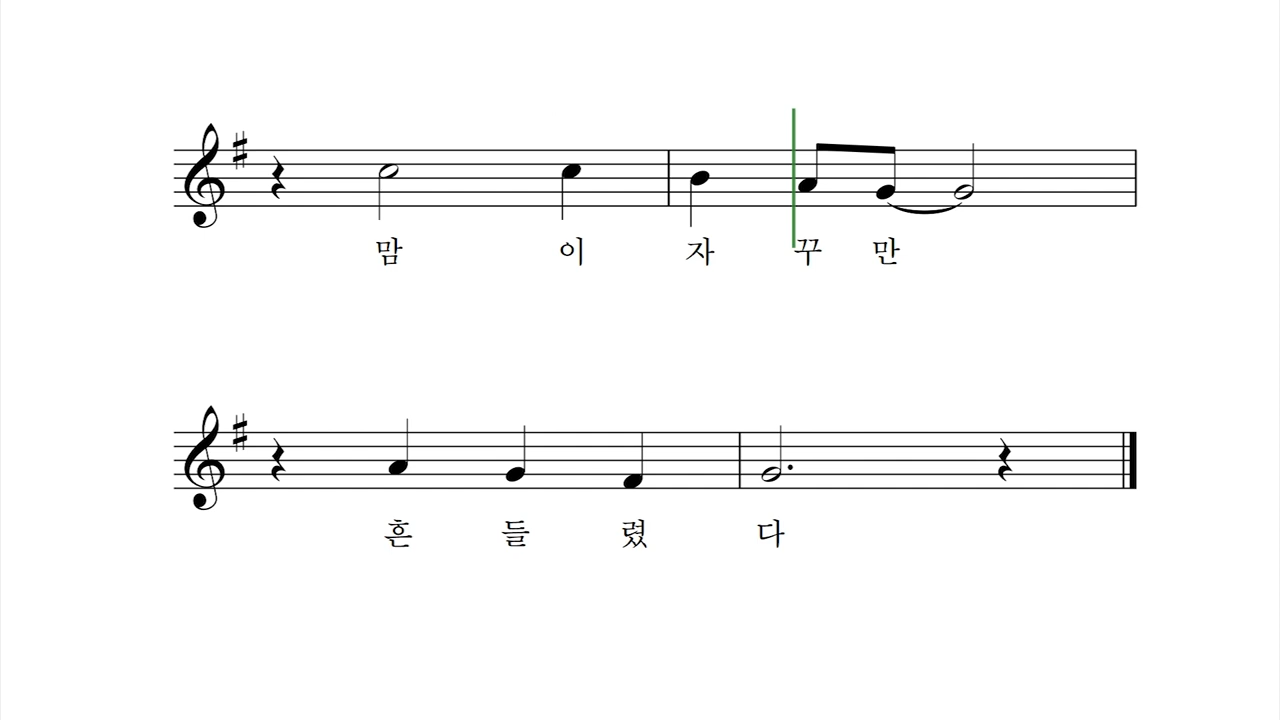 맘 이 자 꾸 만
흔 들 렸 다